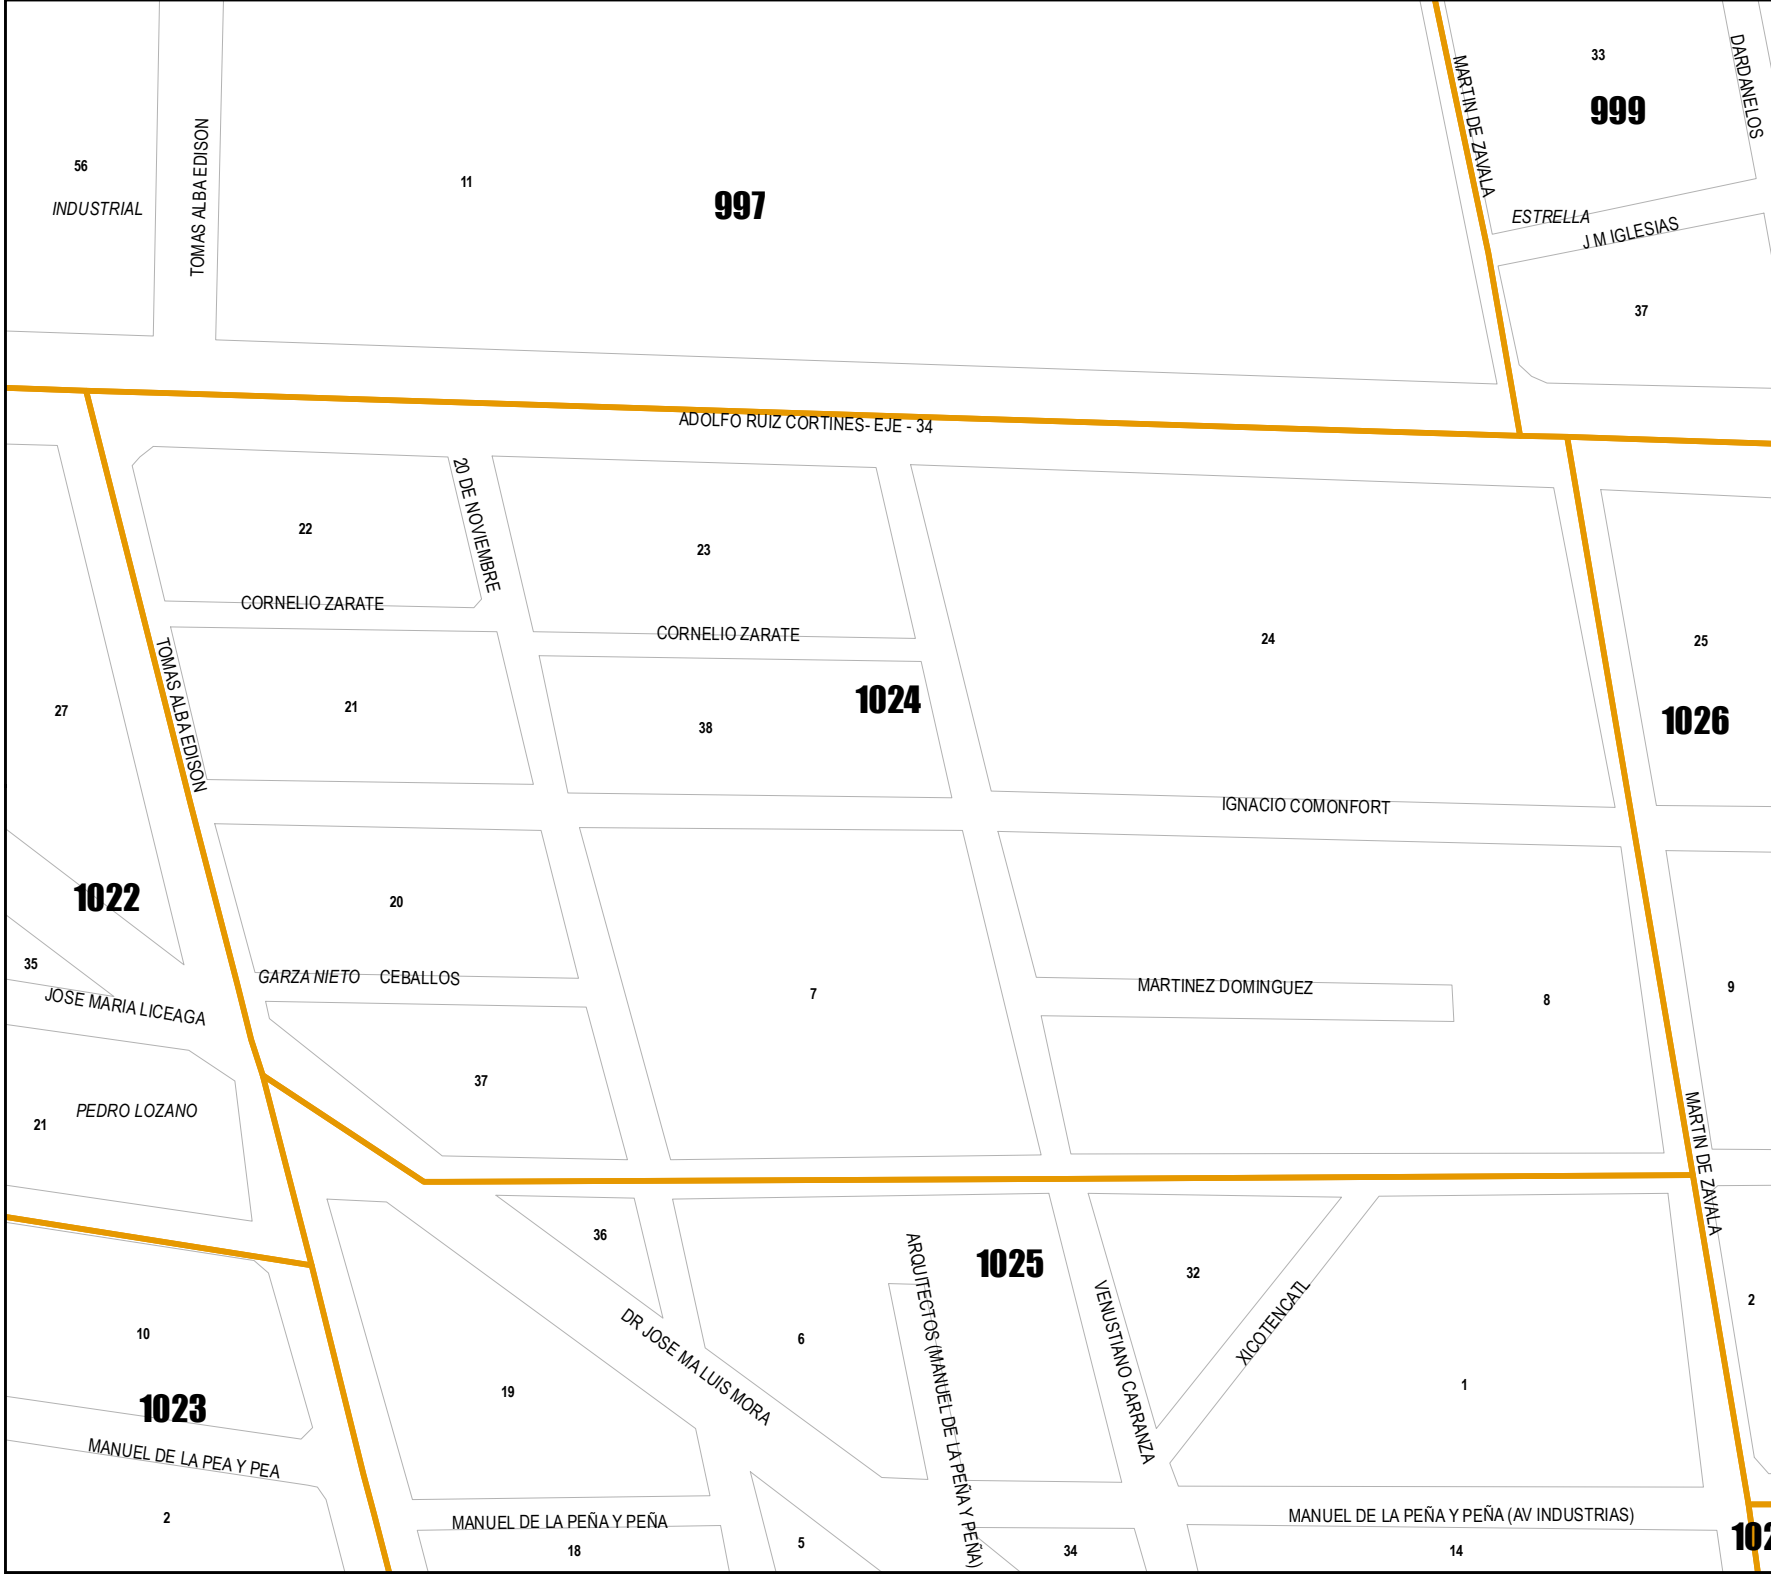 33
DARDANELOS
MARTIN DE ZAVALA
999
56
TOMAS ALBA EDISON
11
997
INDUSTRIAL
ESTRELLA
J M IGLESIAS
37
ADOLFO RUIZ CORTINES- EJE - 34
20 DE NOVIEMBRE
22
23
CORNELIO ZARATE
CORNELIO ZARATE
24
25
TOMAS ALBA EDISON
27
21
38
1024
1026
IGNACIO COMONFORT
1022
20
35
GARZA NIETO
CEBALLOS
7
MARTINEZ DOMINGUEZ
8
9
JOSE MARIA LICEAGA
37
PEDRO LOZANO
21
MARTIN DE ZAVALA
36
ARQUITECTOS (MANUEL DE LA PEÑA Y PEÑA)
1025
VENUSTIANO CARRANZA
32
XICOTENCATL
2
10
DR JOSE MA LUIS MORA
6
19
1
1023
MANUEL DE LA PEA Y PEA
2
MANUEL DE LA PEÑA Y PEÑA
MANUEL DE LA PEÑA Y PEÑA (AV INDUSTRIAS)
18
5
34
14